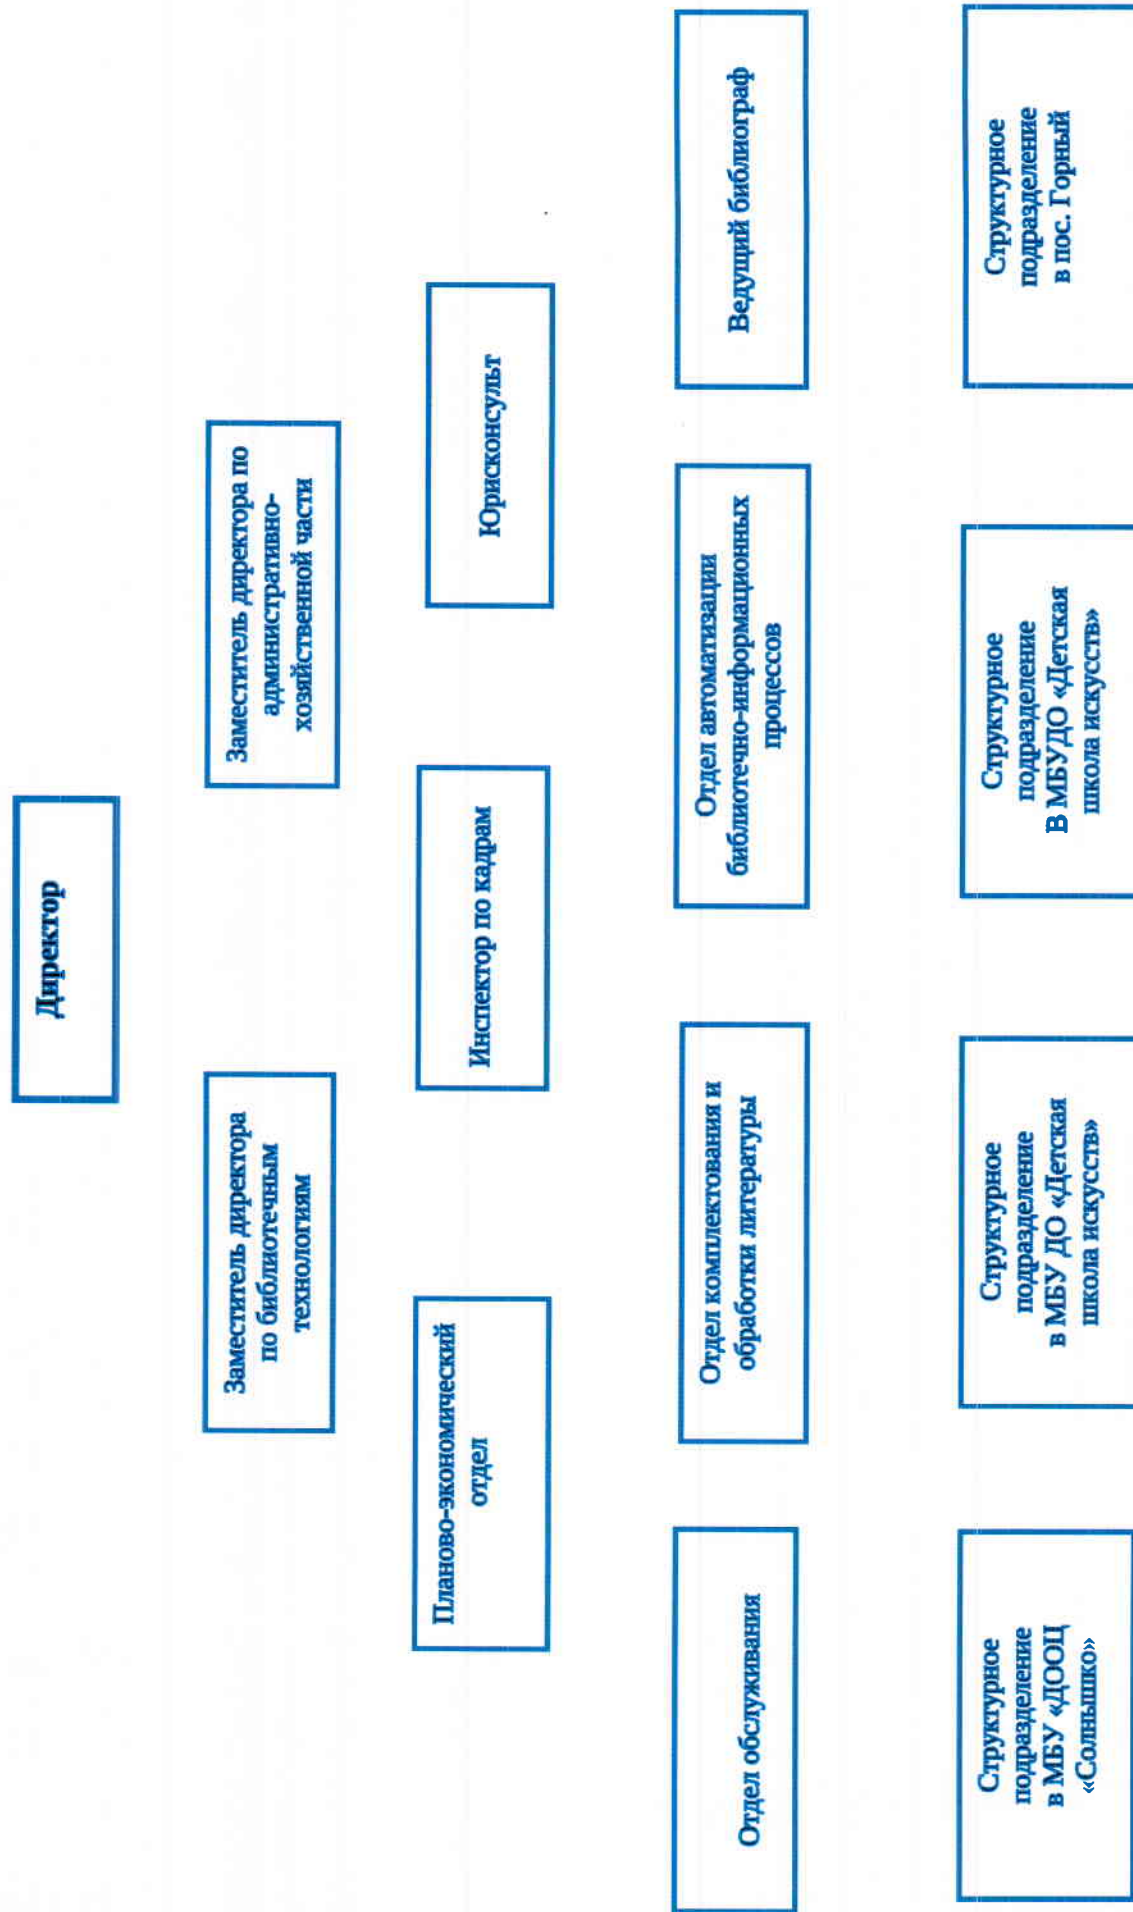 Директор
Заместитель директора
по библиотечным
технологиям
Заместитель директора по
административно-
хозяйственной части
Планово-экономический
отдел
Инспектор по кадрам
Юрисконсульт
Отдел обслуживания
Отдел комплектования и
обработки литературы
Отдел автоматизации
библиотечно-информационных
процессов
Ведущий библиограф
Структурное
подразделение
в МБУ «ДООЦ
«Солнышко»
Структурное
подразделение
в МБУ ДО «Детская
школа искусств»
Структурное
подразделение
В МБУДО «Детская
школа искусств»
Структурное
подразделение
в пос. Горный